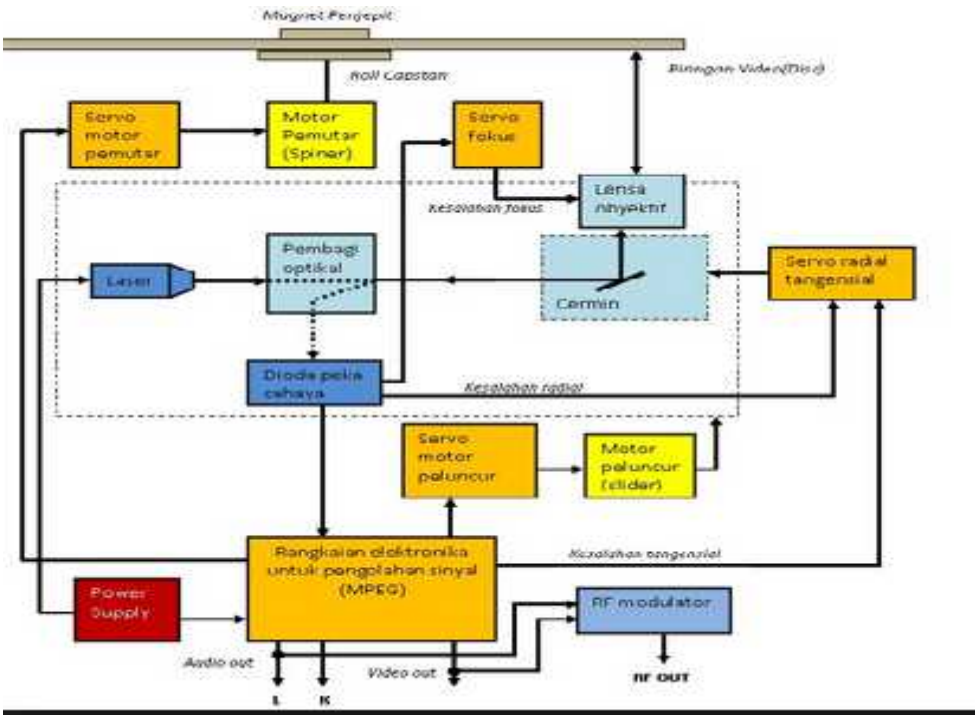 Magnet Penjepit
Roll Capstan
Piringan Video(Disc)
Servo
motor
pemutar
Motor
Pemutar
(Spiner)
Servo
fokus
Lensa
obyektif
Kesalahan fokus
Pembagi
optikal
Servo radial
tangensial
Laser
Cermin
Dioda peka
cahaya
Kesalahan radial
Servo
motor
peluncur
Motor
peluncur
(slider)
Rangkaian elektronika
untuk pengolahan sinyal
(MPEG)
Kesalahan tangensial
Power
Supply
RF modulator
Audio out
Video out
RF OUT
L
R